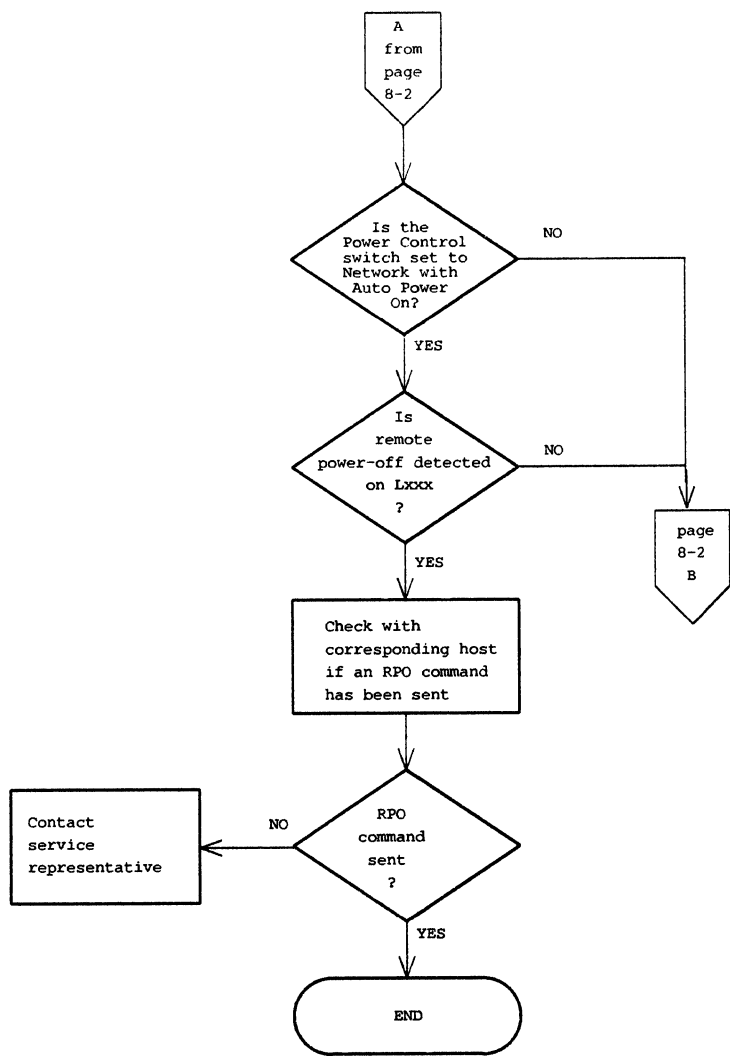 A
from
page
8-2
Is the
Power Control
switch set to
Network with
Auto Power
On?
NO
YES
Is
remote
power-off detected
on Lxxx
?
NO
YES
page
8-2
B
Check with
corresponding host
if an RPO command
has been sent
RPO
command
sent
?
NO
Contact
service
representative
YES
END